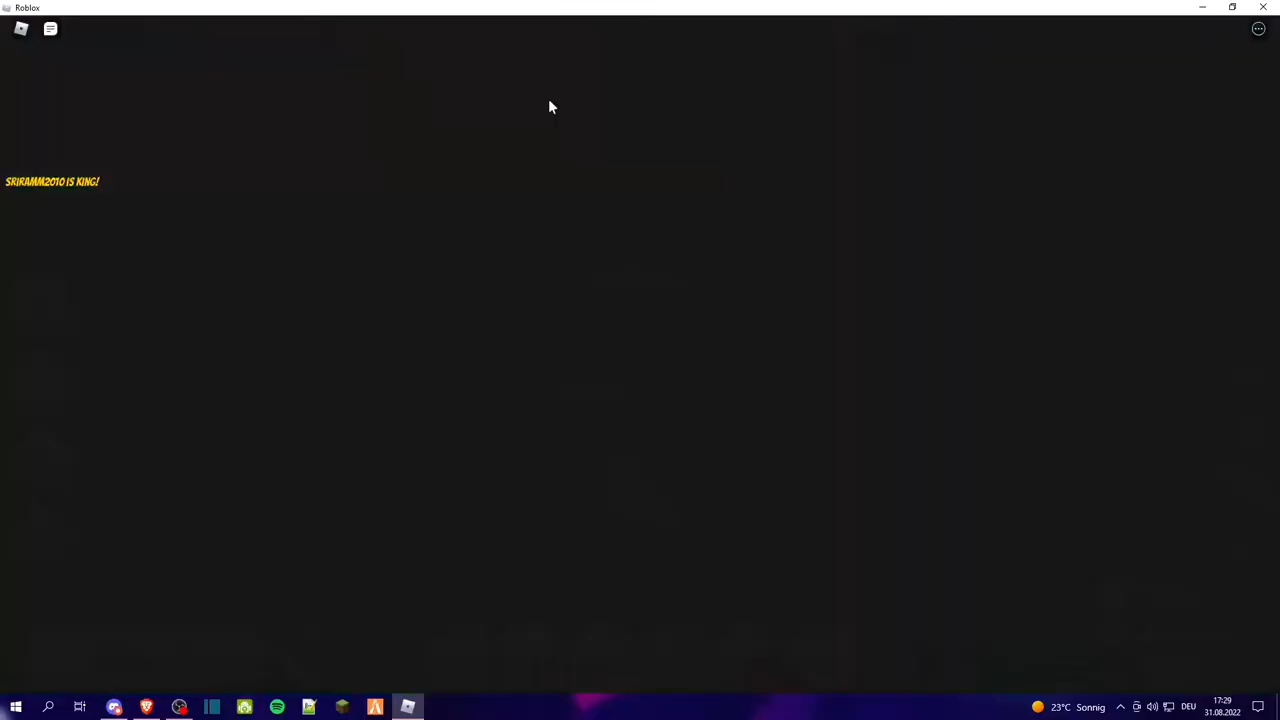 Roblox
SRIRAMM2010 IS KING!
23°C Sonnig
DEU
17:29
31.08.2022